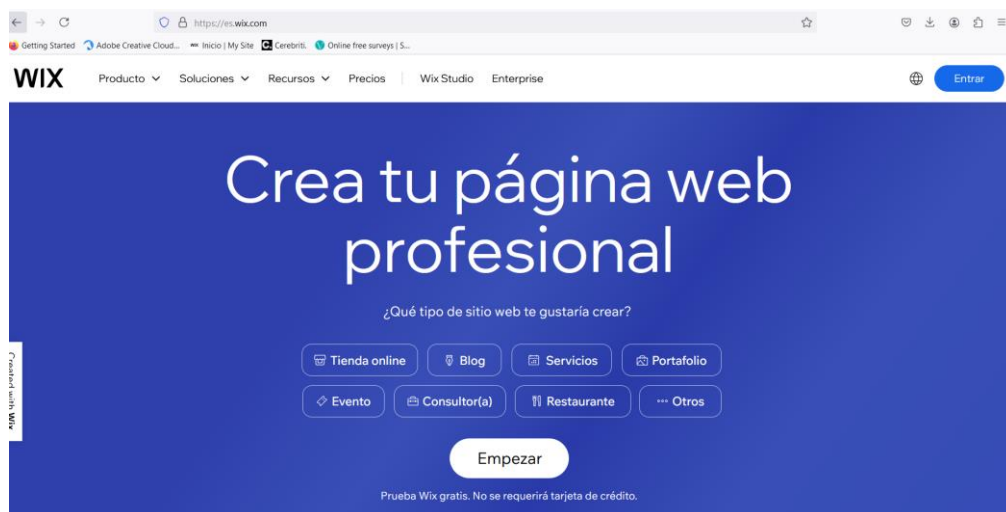 https://es.wix.com
Getting Started Adobe Creative Cloud... WIX Inicio | My Site C. Cerebriti. Online free surveys | S...
WIX Producto Soluciones Recursos Precios Wix Studio Enterprise Entrar
Crea tu página web
profesional
¿Qué tipo de sitio web te gustaría crear?
Tienda online Blog Servicios Portafolio
Evento Consultor(a) Restaurante Otros
Empezar
Prueba Wix gratis. No se requerirá tarjeta de crédito.
Created with Wix